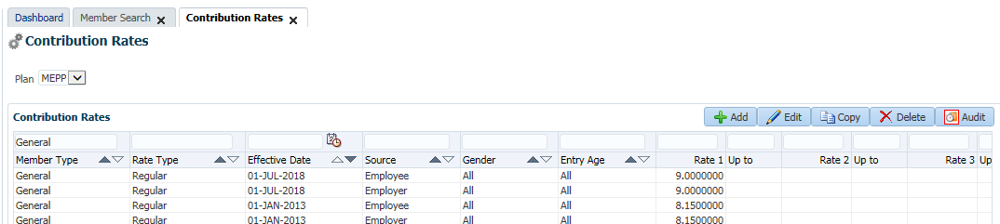 Dashboard Member Search Contribution Rates
Contribution Rates
Plan MEPP
Contribution Rates Add Edit Copy Delete Audit
General
Member Type Rate Type Effective Date Source Gender Entry Age Rate 1 Up to Rate 2 Up to Rate 3 Up
General Regular 01-JUL-2018 Employee All All 9.0000000
General Regular 01-JUL-2018 Employer All All 9.0000000
General Regular 01-JAN-2013 Employee All All 8.1500000
General Regular 01-JAN-2013 Employer All All 8.1500000